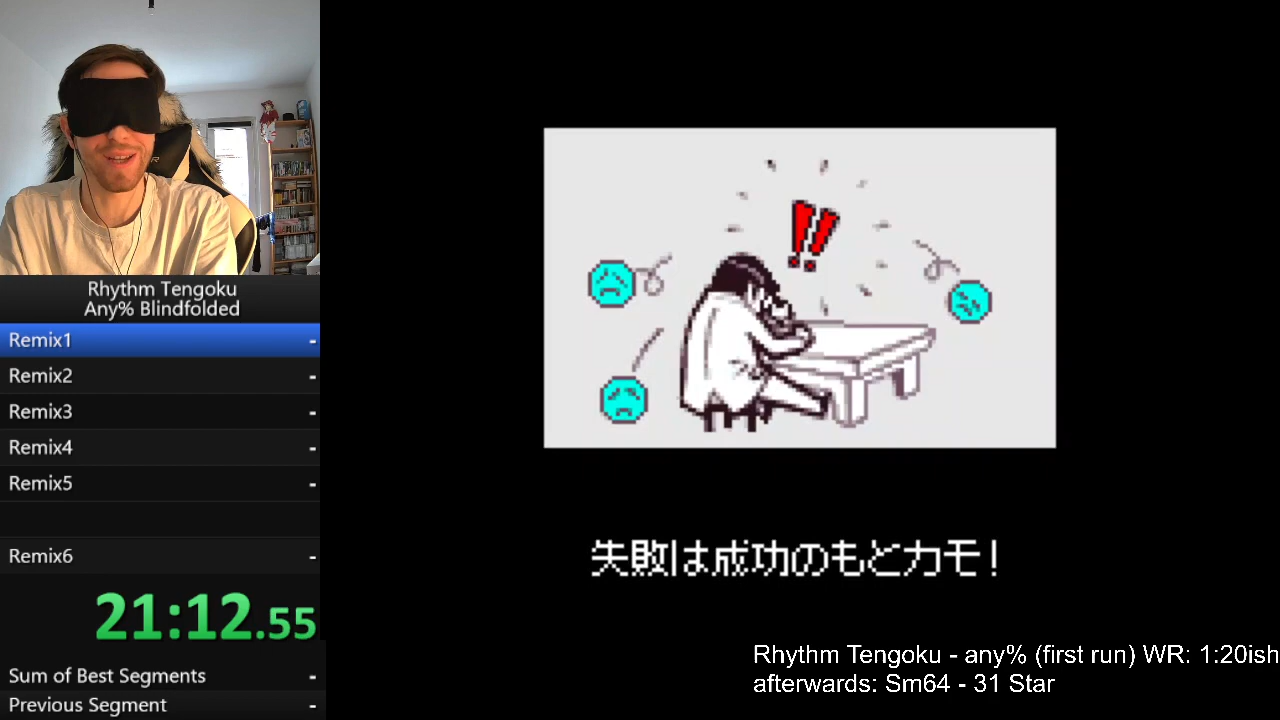 Rhythm Tengoku
Any% Blindfolded
Remix1 -
Remix2 -
Remix3 -
Remix4 -
Remix5 -
Remix6 -
21:12.55
Sum of Best Segments -
Previous Segment -
!!
失敗は成功のもとカモ！
Rhythm Tengoku - any% (first run) WR: 1:20ish
afterwards: Sm64 - 31 Star